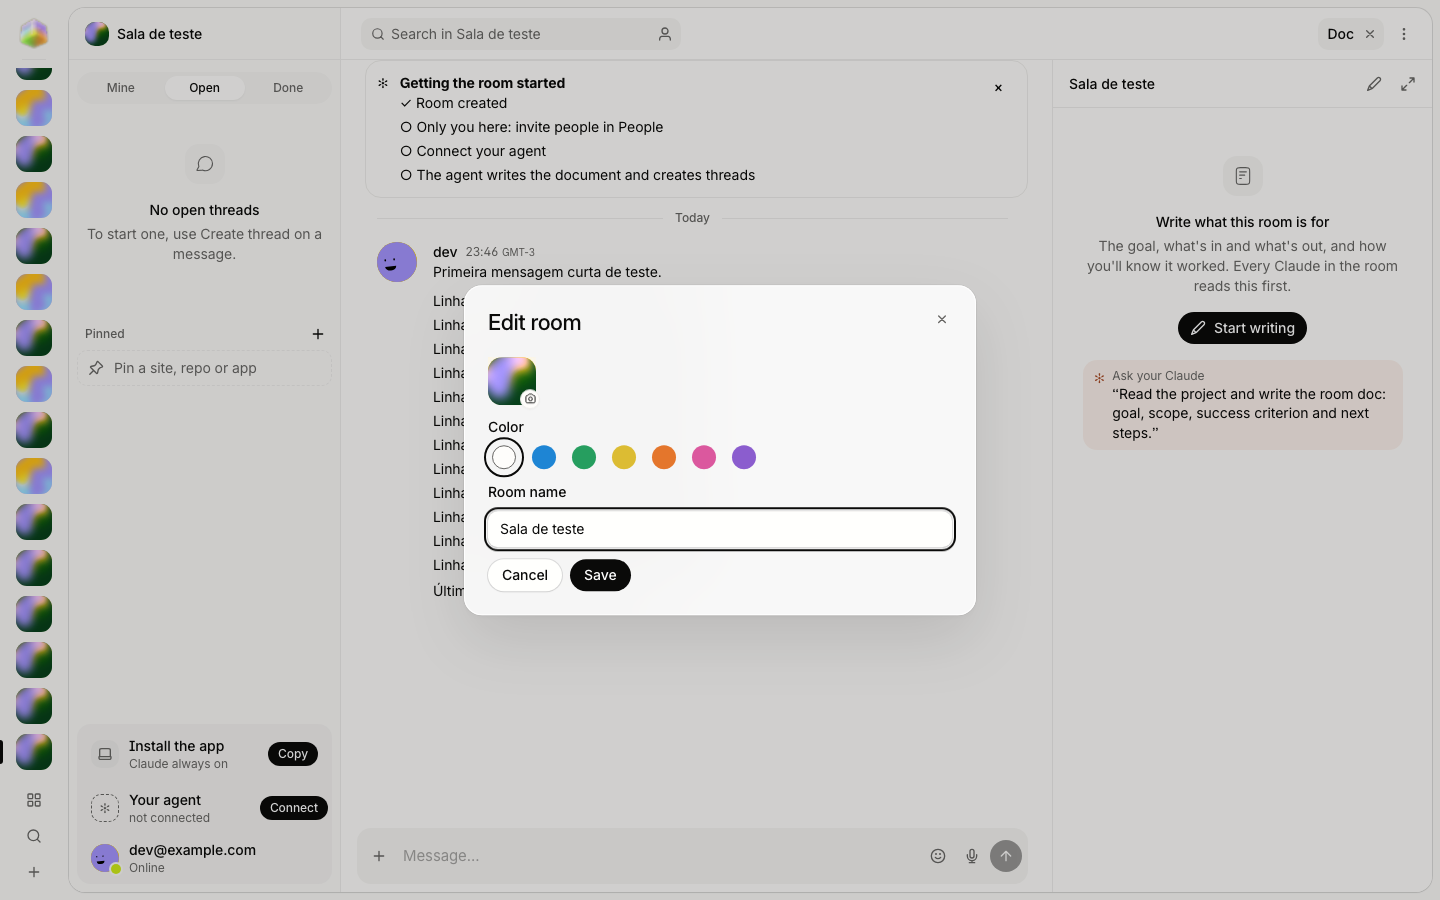 Sala de teste
Search in Sala de teste
Doc
Mine
Open
Done
No open threads
To start one, use Create thread on a
message.
Pinned
Pin a site, repo or app
Install the app
Claude always on
Copy
Your agent
not connected
Connect
dev@example.com
Online
Getting the room started
Room created
Only you here: invite people in People
Connect your agent
The agent writes the document and creates threads
Today
dev 23:46 GMT-3
Primeira mensagem curta de teste.
Edit room
Color
Room name
Sala de teste
Cancel
Save
Message...
Sala de teste
Write what this room is for
The goal, what's in and what's out, and how
you'll know it worked. Every Claude in the room
reads this first.
Start writing
Ask your Claude
“Read the project and write the room doc:
goal, scope, success criterion and next
steps.”